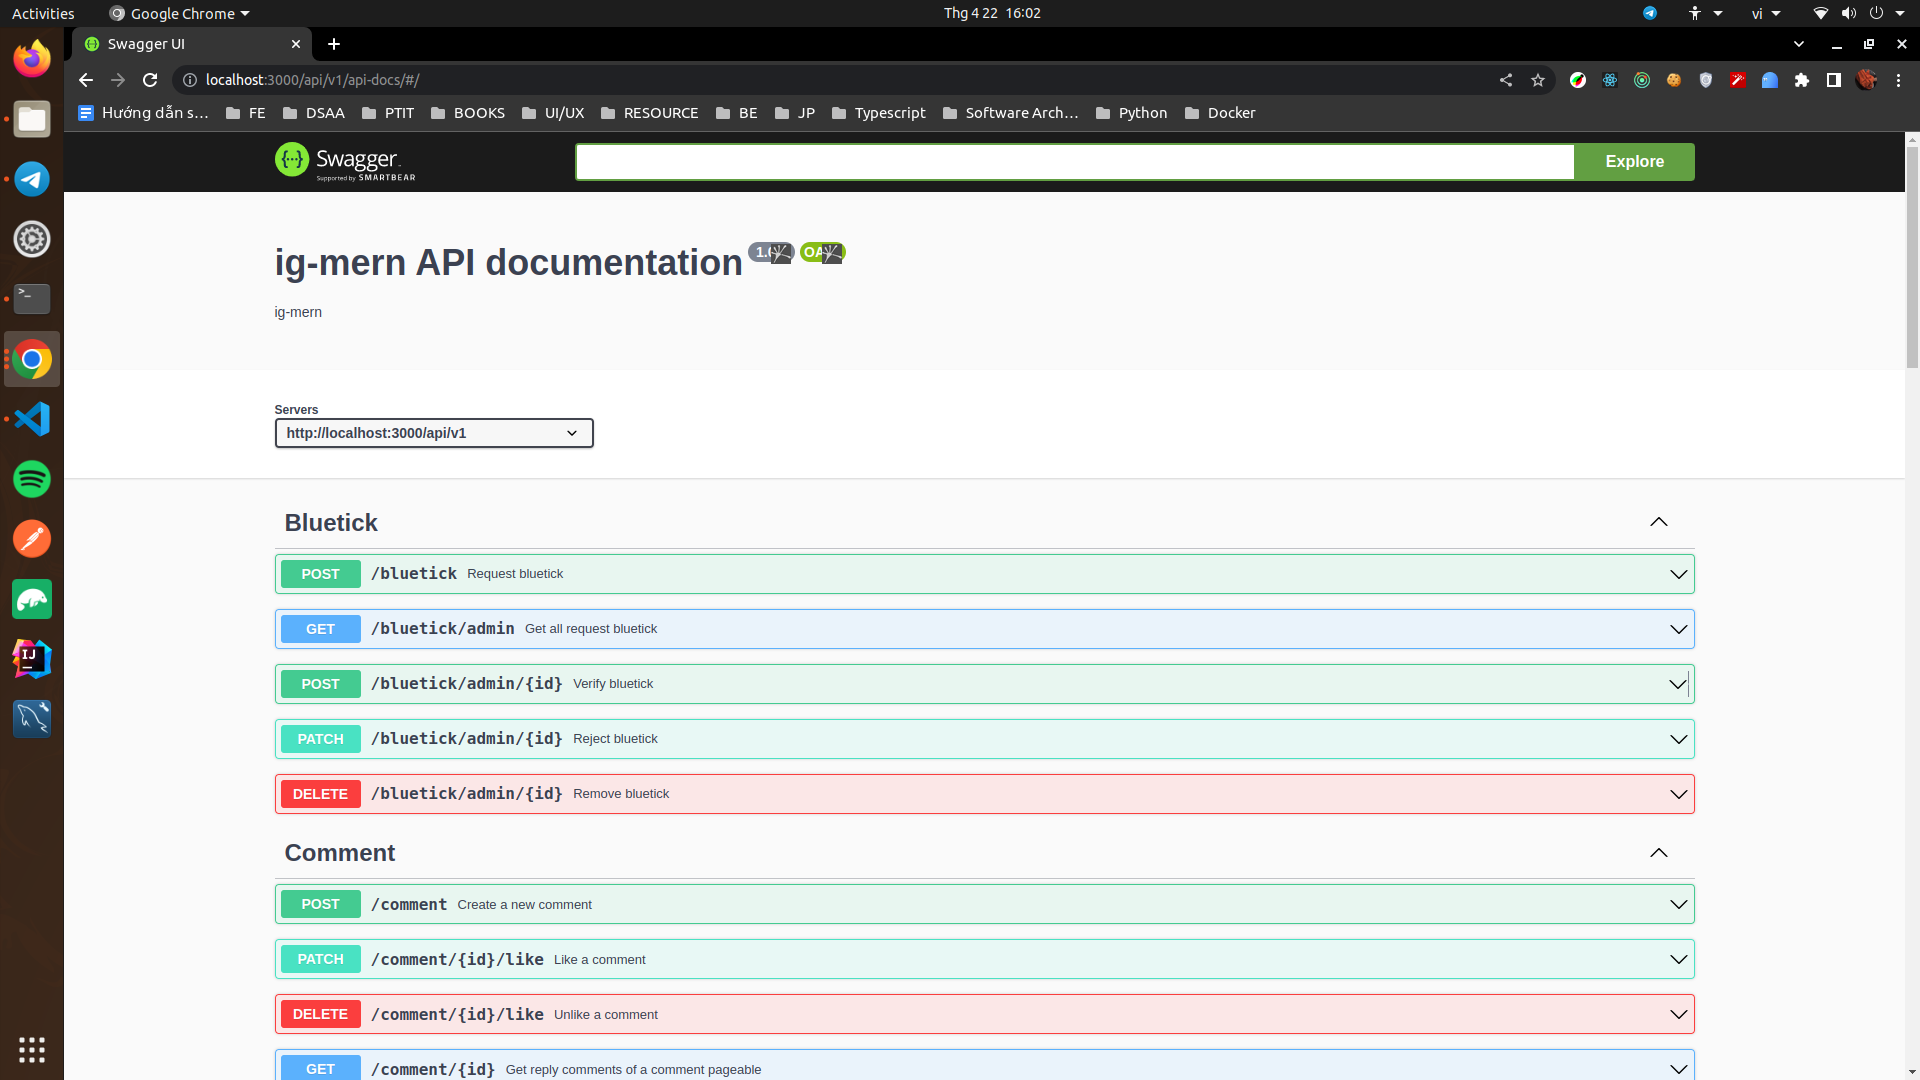 Activities
Google Chrome
Thg 4 22 16:02
vi
Swagger UI
localhost:3000/api/v1/api-docs/#/
Hướng dẫn s...
FE
DSAA
PTIT
BOOKS
UI/UX
RESOURCE
BE
JP
Typescript
Software Arch...
Python
Docker
Swagger
Supported by SMARTBEAR
Explore
ig-mern API documentation
ig-mern
Servers
http://localhost:3000/api/v1
Bluetick
POST /bluetick Request bluetick
GET /bluetick/admin Get all request bluetick
POST /bluetick/admin/{id} Verify bluetick
PATCH /bluetick/admin/{id} Reject bluetick
DELETE /bluetick/admin/{id} Remove bluetick
Comment
POST /comment Create a new comment
PATCH /comment/{id}/like Like a comment
DELETE /comment/{id}/like Unlike a comment
GET /comment/{id} Get reply comments of a comment pageable